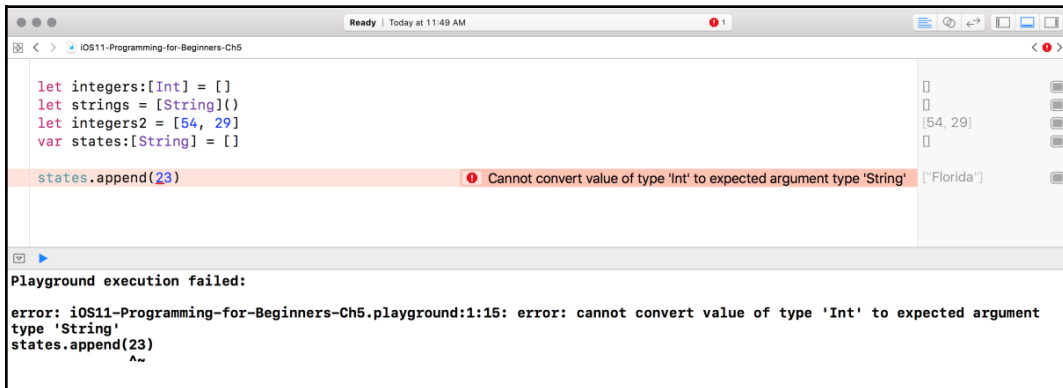 Ready | Today at 11:49 AM 1
iOS11-Programming-for-Beginners-Ch5
let integers:[Int] = [] []
let strings = [String]() []
let integers2 = [54, 29] [54, 29]
var states:[String] = [] []
states.append(23) Cannot convert value of type 'Int' to expected argument type 'String' ["Florida"]
Playground execution failed:
error: iOS11-Programming-for-Beginners-Ch5.playground:1:15: error: cannot convert value of type 'Int' to expected argument
type 'String'
states.append(23)
^~